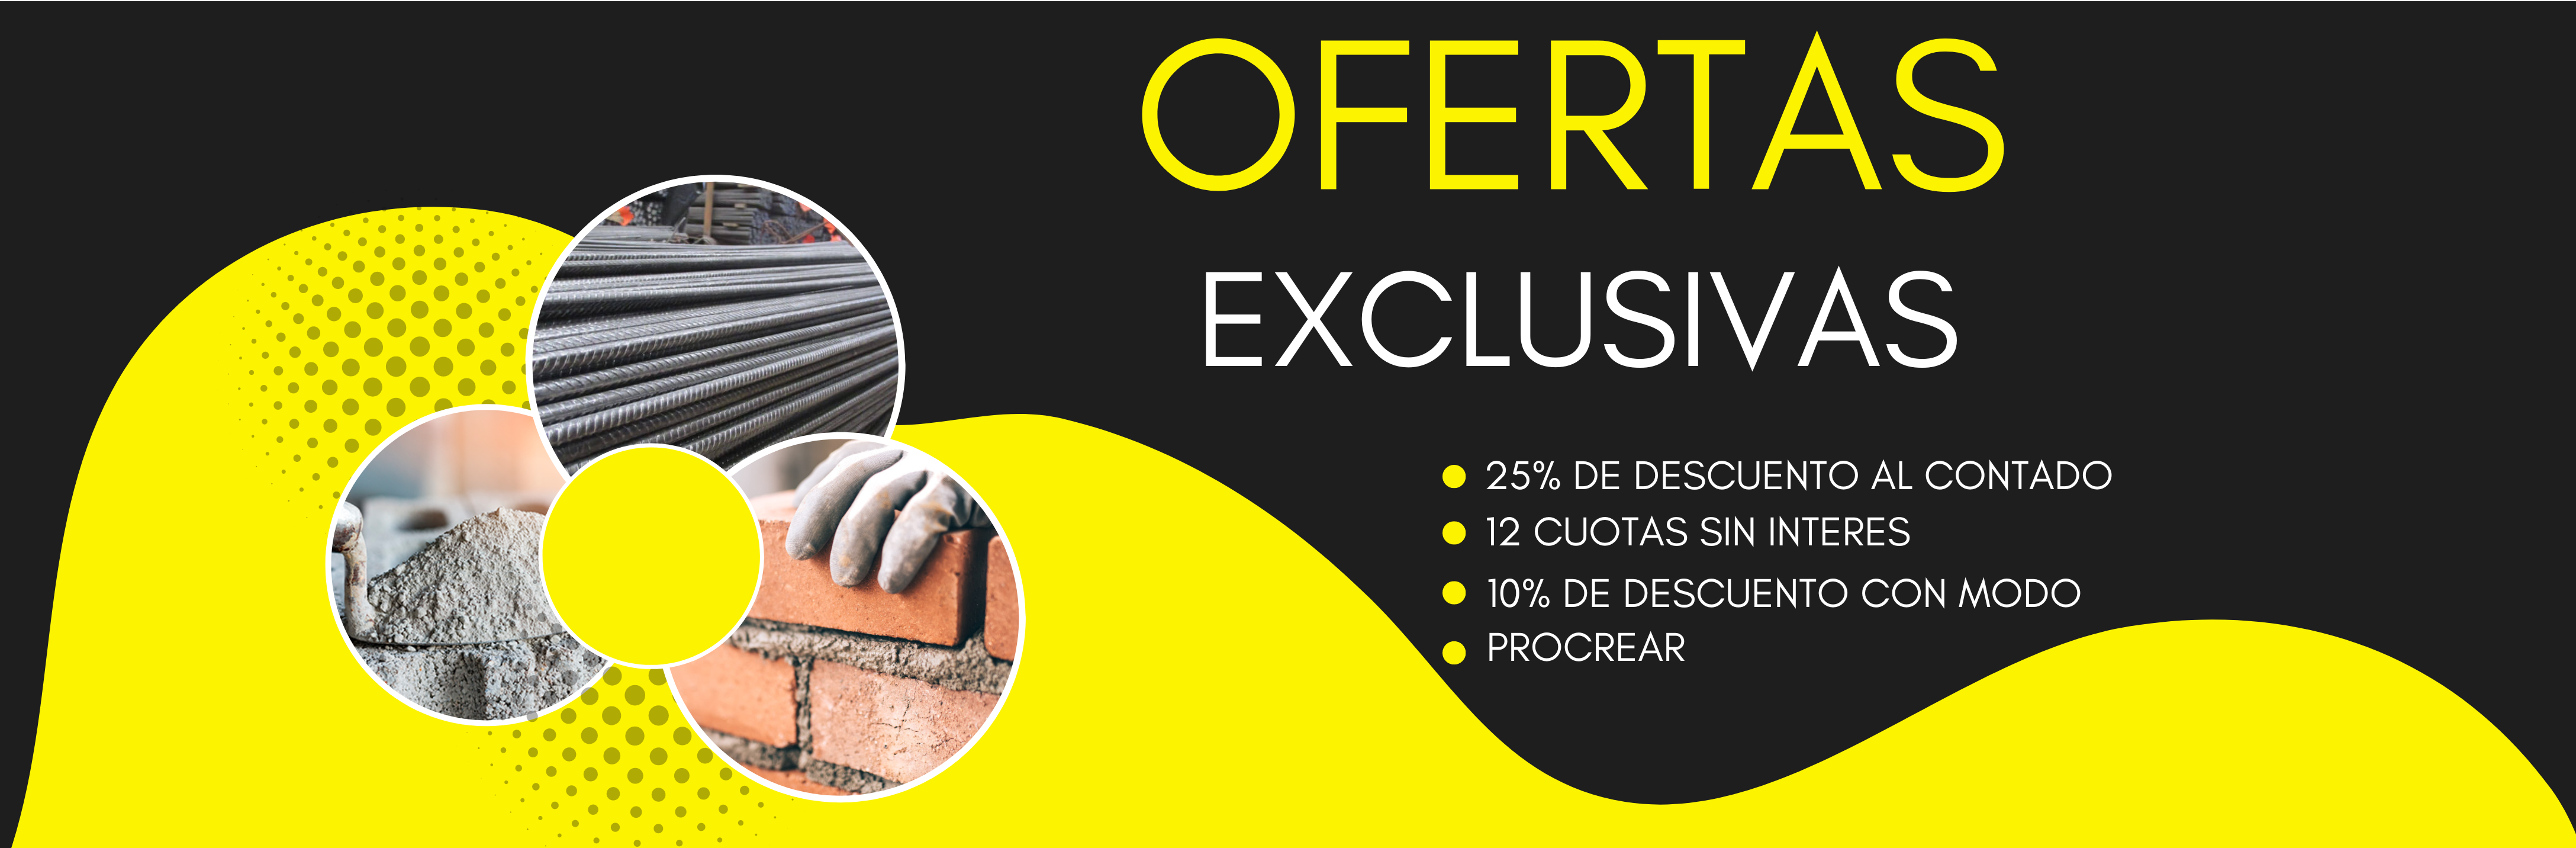 OFERTAS
EXCLUSIVAS
25% DE DESCUENTO AL CONTADO
12 CUOTAS SIN INTERES
10% DE DESCUENTO CON MODO
PROCREAR